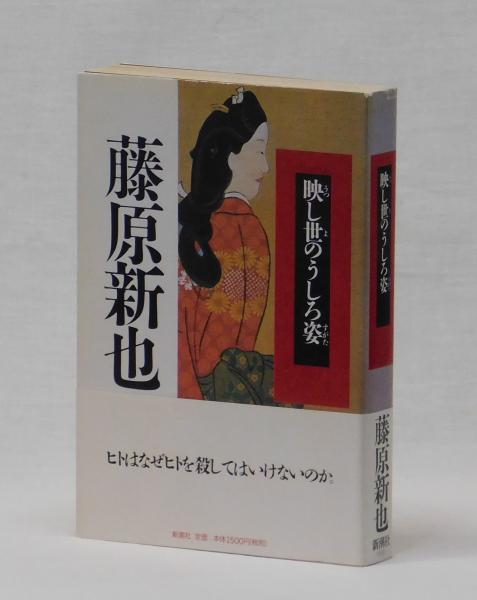 藤原新也
映し世のうしろ姿
うつ
よ
すがた
ヒトはなぜヒトを殺してはいけないのか。
新潮社 定価 本体1500円(税別)
映し世のうしろ姿
藤原新也
新潮社